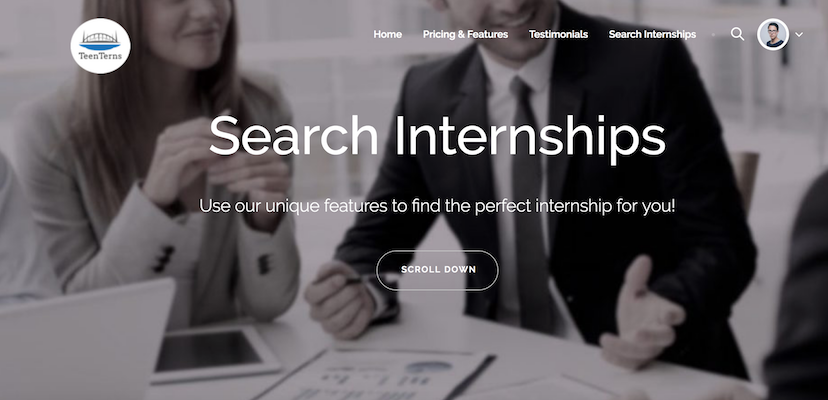 TeenTerns
Home
Pricing & Features
Testimonials
Search Internships
Search Internships
Use our unique features to find the perfect internship for you!
SCROLL DOWN